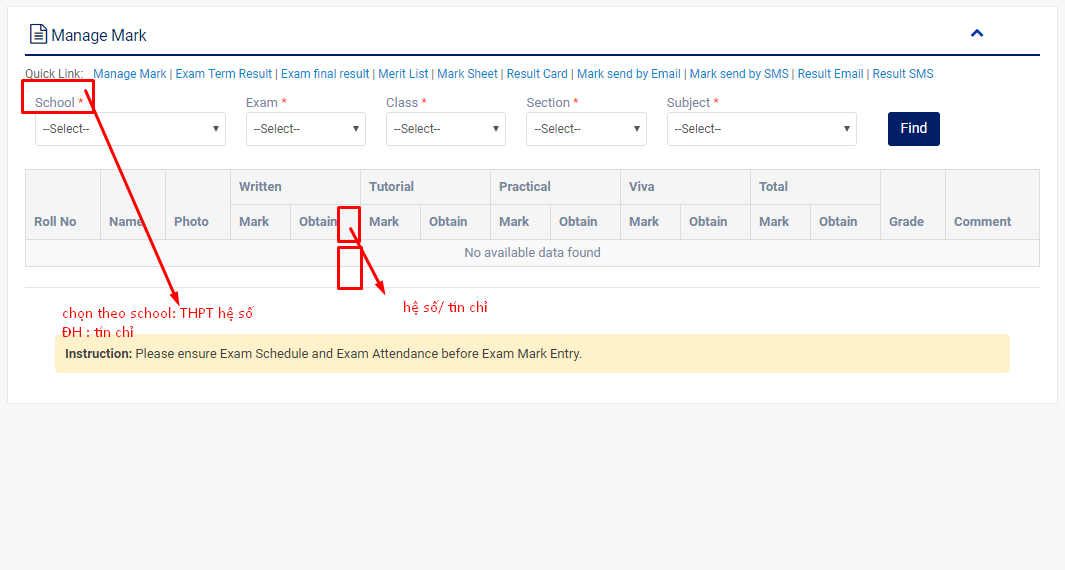 Manage Mark
Quick Link: Manage Mark | Exam Term Result | Exam final result | Merit List | Mark Sheet | Result Card | Mark send by Email | Mark send by SMS | Result Email | Result SMS
School * Exam * Class * Section * Subject *
--Select-- --Select-- --Select-- --Select-- --Select-- Find
Written Tutorial Practical Viva Total
Roll No Name Photo Mark Obtain Mark Obtain Mark Obtain Mark Obtain Mark Obtain Grade Comment
No available data found
hệ số/ tín chỉ
chọn theo school: THPT hệ số
ĐH : tín chỉ
Instruction: Please ensure Exam Schedule and Exam Attendance before Exam Mark Entry.